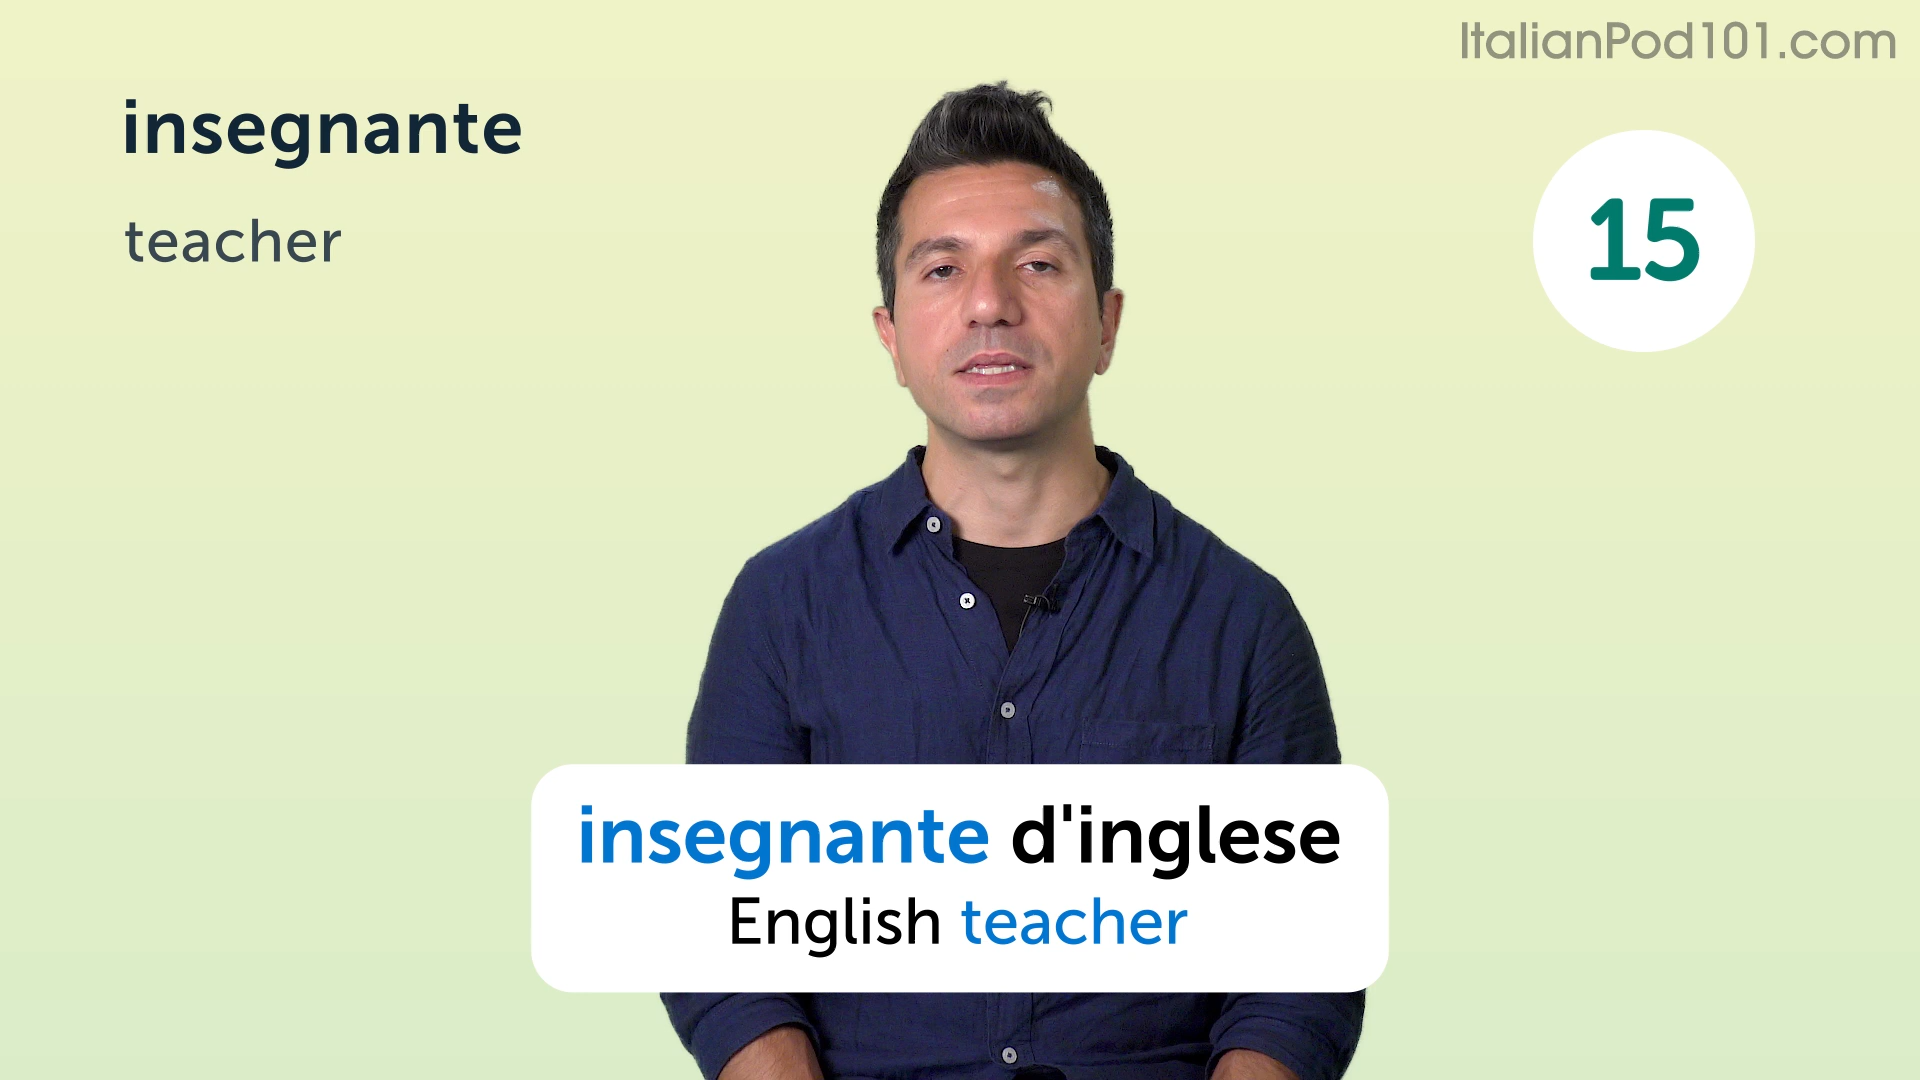 ItalianPod101.com
insegnante
teacher
15
insegnante d'inglese
English teacher